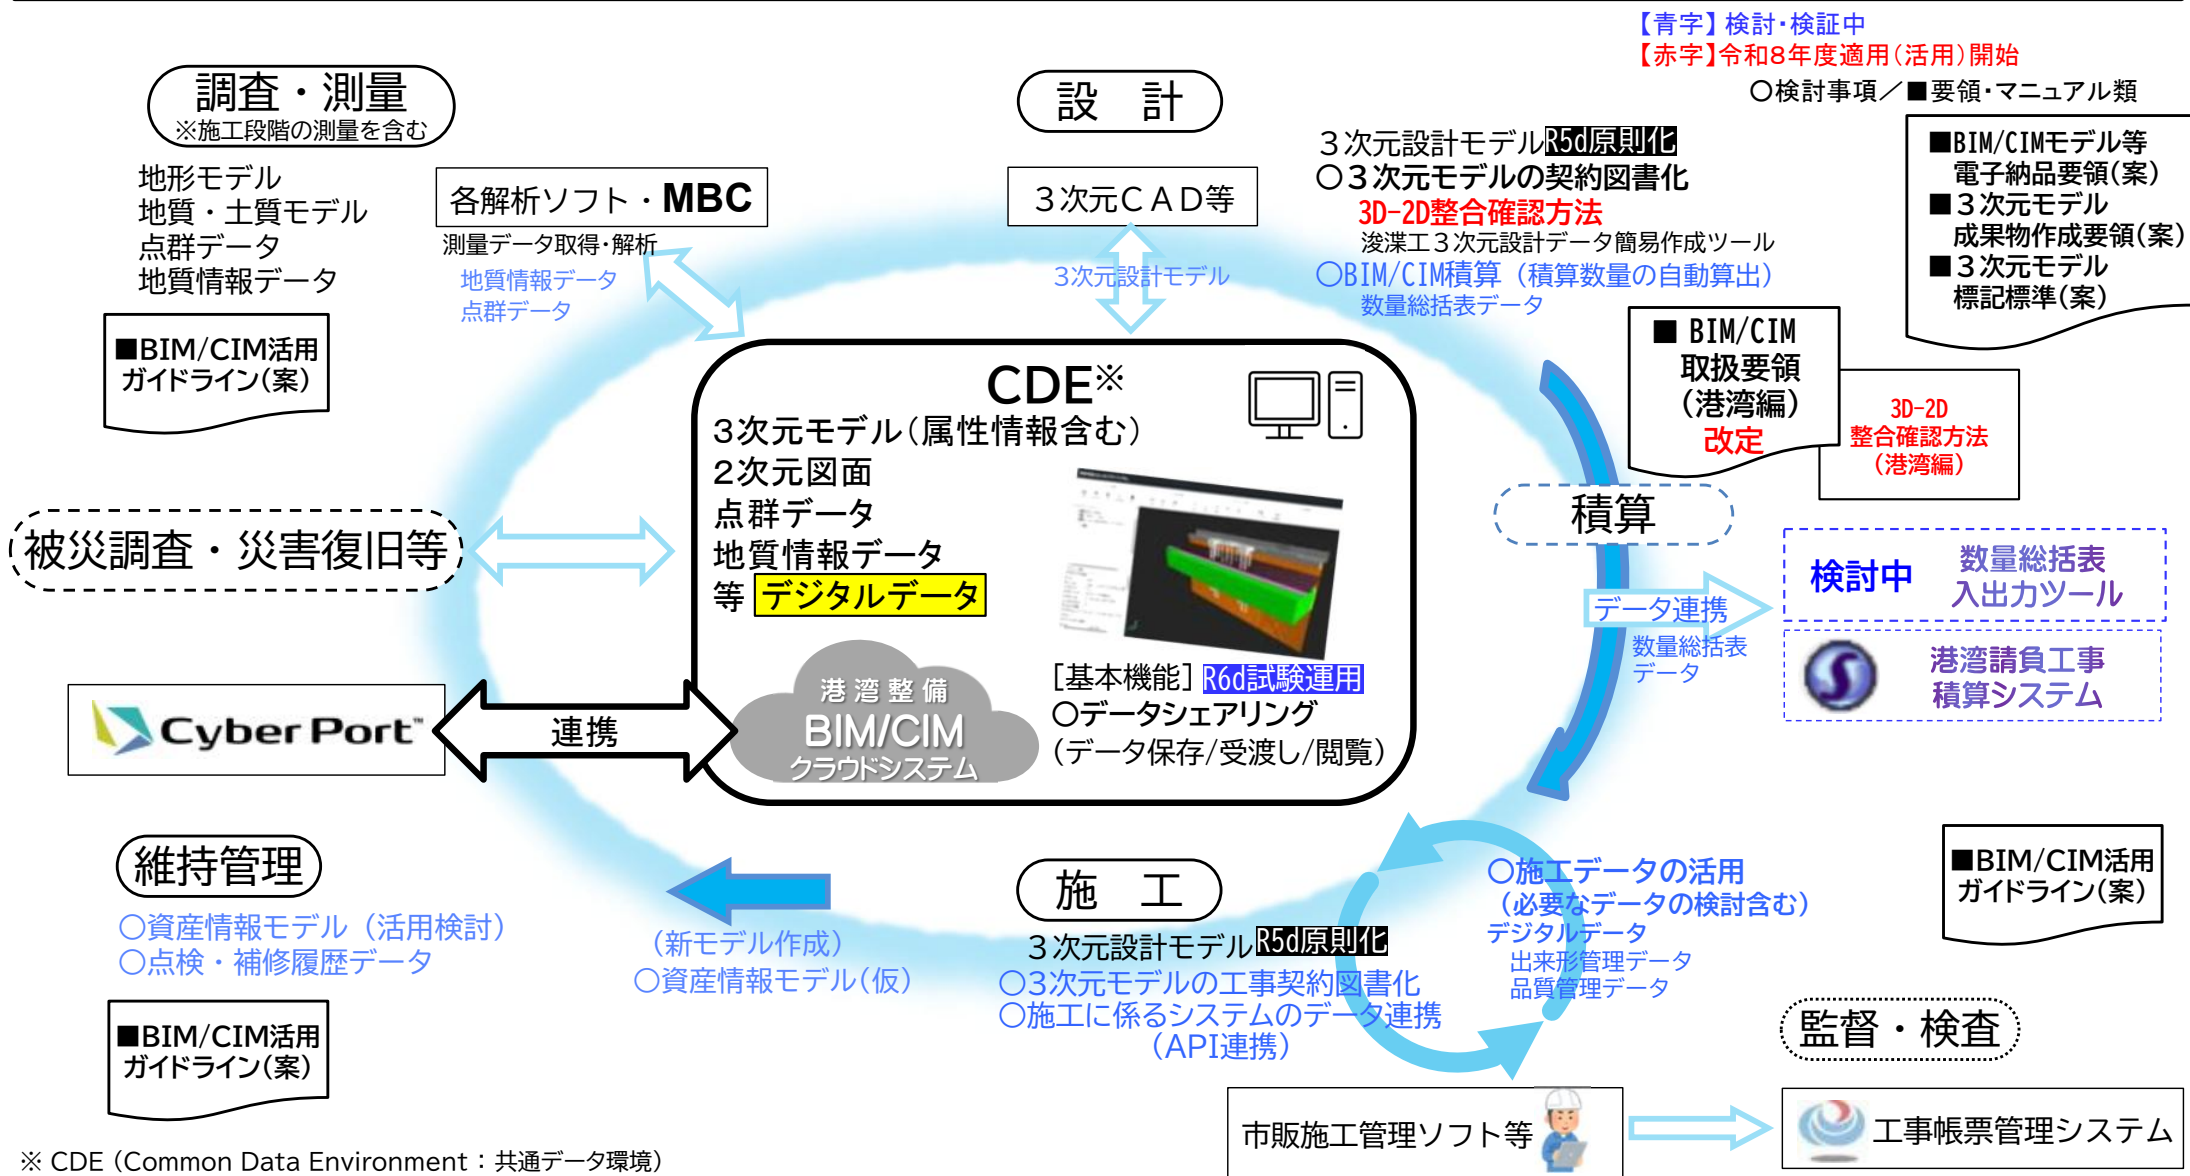 【青字】検討・検証中
【赤字】令和8年度適用(活用)開始
○検討事項／■要領・マニュアル類
調査・測量
※施工段階の測量を含む
地形モデル
地質・土質モデル
点群データ
地質情報データ
■BIM/CIM活用
ガイドライン(案)
各解析ソフト・MBC
測量データ取得・解析
地質情報データ
点群データ
設 計
３次元ＣＡＤ等
3次元設計モデル
３次元設計モデルR5d原則化
○３次元モデルの契約図書化
3D-2D整合確認方法
浚渫工３次元設計データ簡易作成ツール
○BIM/CIM積算（積算数量の自動算出）
数量総括表データ
■BIM/CIMモデル等
電子納品要領(案)
■３次元モデル
成果物作成要領(案)
■３次元モデル
標記標準(案)
■ BIM/CIM
取扱要領
(港湾編)
改定
3D-2D
整合確認方法
(港湾編)
CDE※
3次元モデル(属性情報含む)
2次元図面
点群データ
地質情報データ
等 デジタルデータ
港湾整備
BIM/CIM
クラウドシステム
[基本機能] R6d試験運用
○データシェアリング
(データ保存/受渡し/閲覧)
被災調査・災害復旧等
Cyber Port™
連携
積算
データ連携
数量総括表
データ
検討中
数量総括表
入出力ツール
港湾請負工事
積算システム
維持管理
○資産情報モデル（活用検討）
○点検・補修履歴データ
■BIM/CIM活用
ガイドライン(案)
(新モデル作成)
○資産情報モデル(仮)
施 工
３次元設計モデルR5d原則化
○3次元モデルの工事契約図書化
○施工に係るシステムのデータ連携
(API連携)
○施工データの活用
(必要なデータの検討含む)
デジタルデータ
出来形管理データ
品質管理データ
■BIM/CIM活用
ガイドライン(案)
監督・検査
市販施工管理ソフト等
工事帳票管理システム
※ CDE (Common Data Environment：共通データ環境)